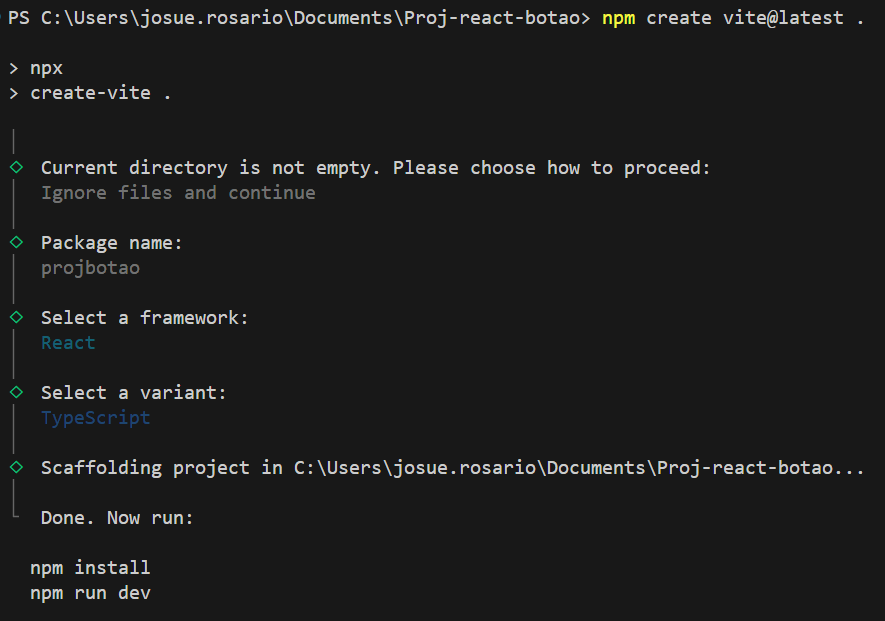 PS C:\Users\josue.rosario\Documents\Proj-react-botao> npm create vite@latest .
> npx
> create-vite .
Current directory is not empty. Please choose how to proceed:
Ignore files and continue
Package name:
projbotao
Select a framework:
React
Select a variant:
TypeScript
Scaffolding project in C:\Users\josue.rosario\Documents\Proj-react-botao...
Done. Now run:
npm install
npm run dev